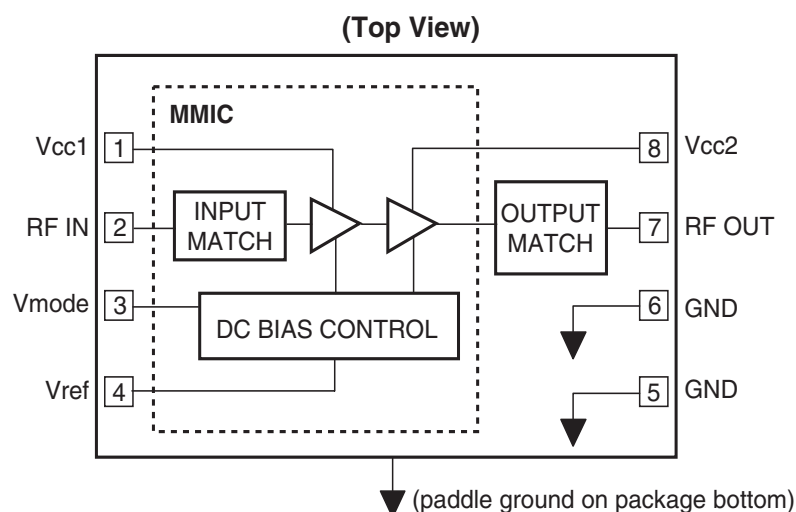 (Top View)
MMIC
Vcc1 1
8 Vcc2
RF IN 2
INPUT
MATCH
OUTPUT
MATCH
7 RF OUT
Vmode 3
DC BIAS CONTROL
6 GND
Vref 4
5 GND
(paddle ground on package bottom)